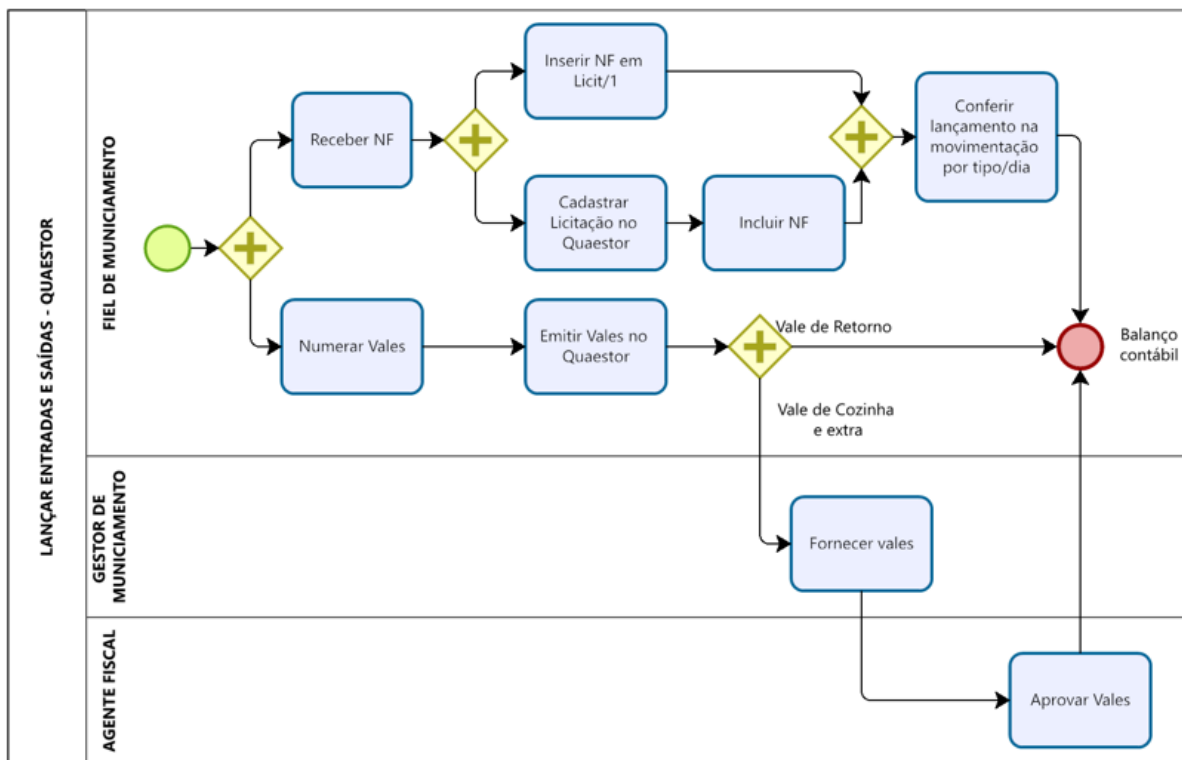 LANÇAR ENTRADAS E SAÍDAS - QUAESTOR
FIEL DE MUNICIAMENTO
Receber NF
Inserir NF em
Licit/1
Cadastrar
Licitação no
Quaestor
Incluir NF
Conferir
lançamento na
movimentação
por tipo/dia
Numerar Vales
Emitir Vales no
Quaestor
Vale de Retorno
Vale de Cozinha
e extra
Balanço
contábil
GESTOR DE
MUNICIAMENTO
Fornecer vales
AGENTE FISCAL
Aprovar Vales